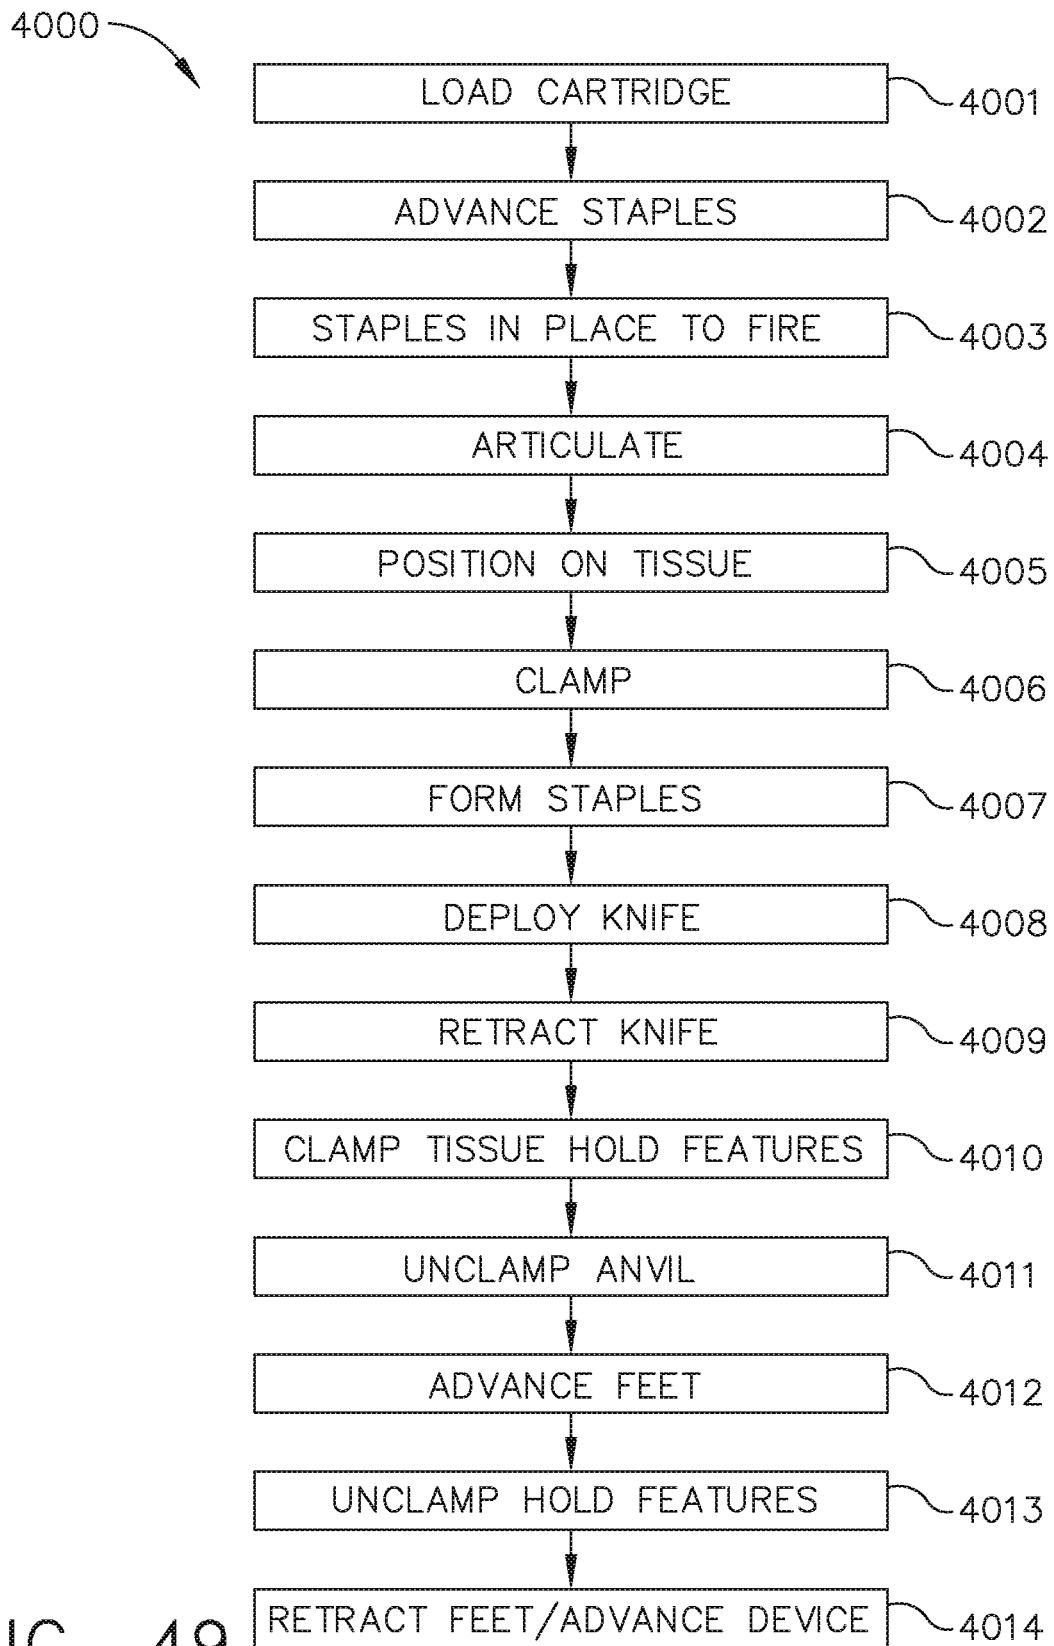 4000
LOAD CARTRIDGE 4001
ADVANCE STAPLES 4002
STAPLES IN PLACE TO FIRE 4003
ARTICULATE 4004
POSITION ON TISSUE 4005
CLAMP 4006
FORM STAPLES 4007
DEPLOY KNIFE 4008
RETRACT KNIFE 4009
CLAMP TISSUE HOLD FEATURES 4010
UNCLAMP ANVIL 4011
ADVANCE FEET 4012
UNCLAMP HOLD FEATURES 4013
RETRACT FEET/ADVANCE DEVICE 4014